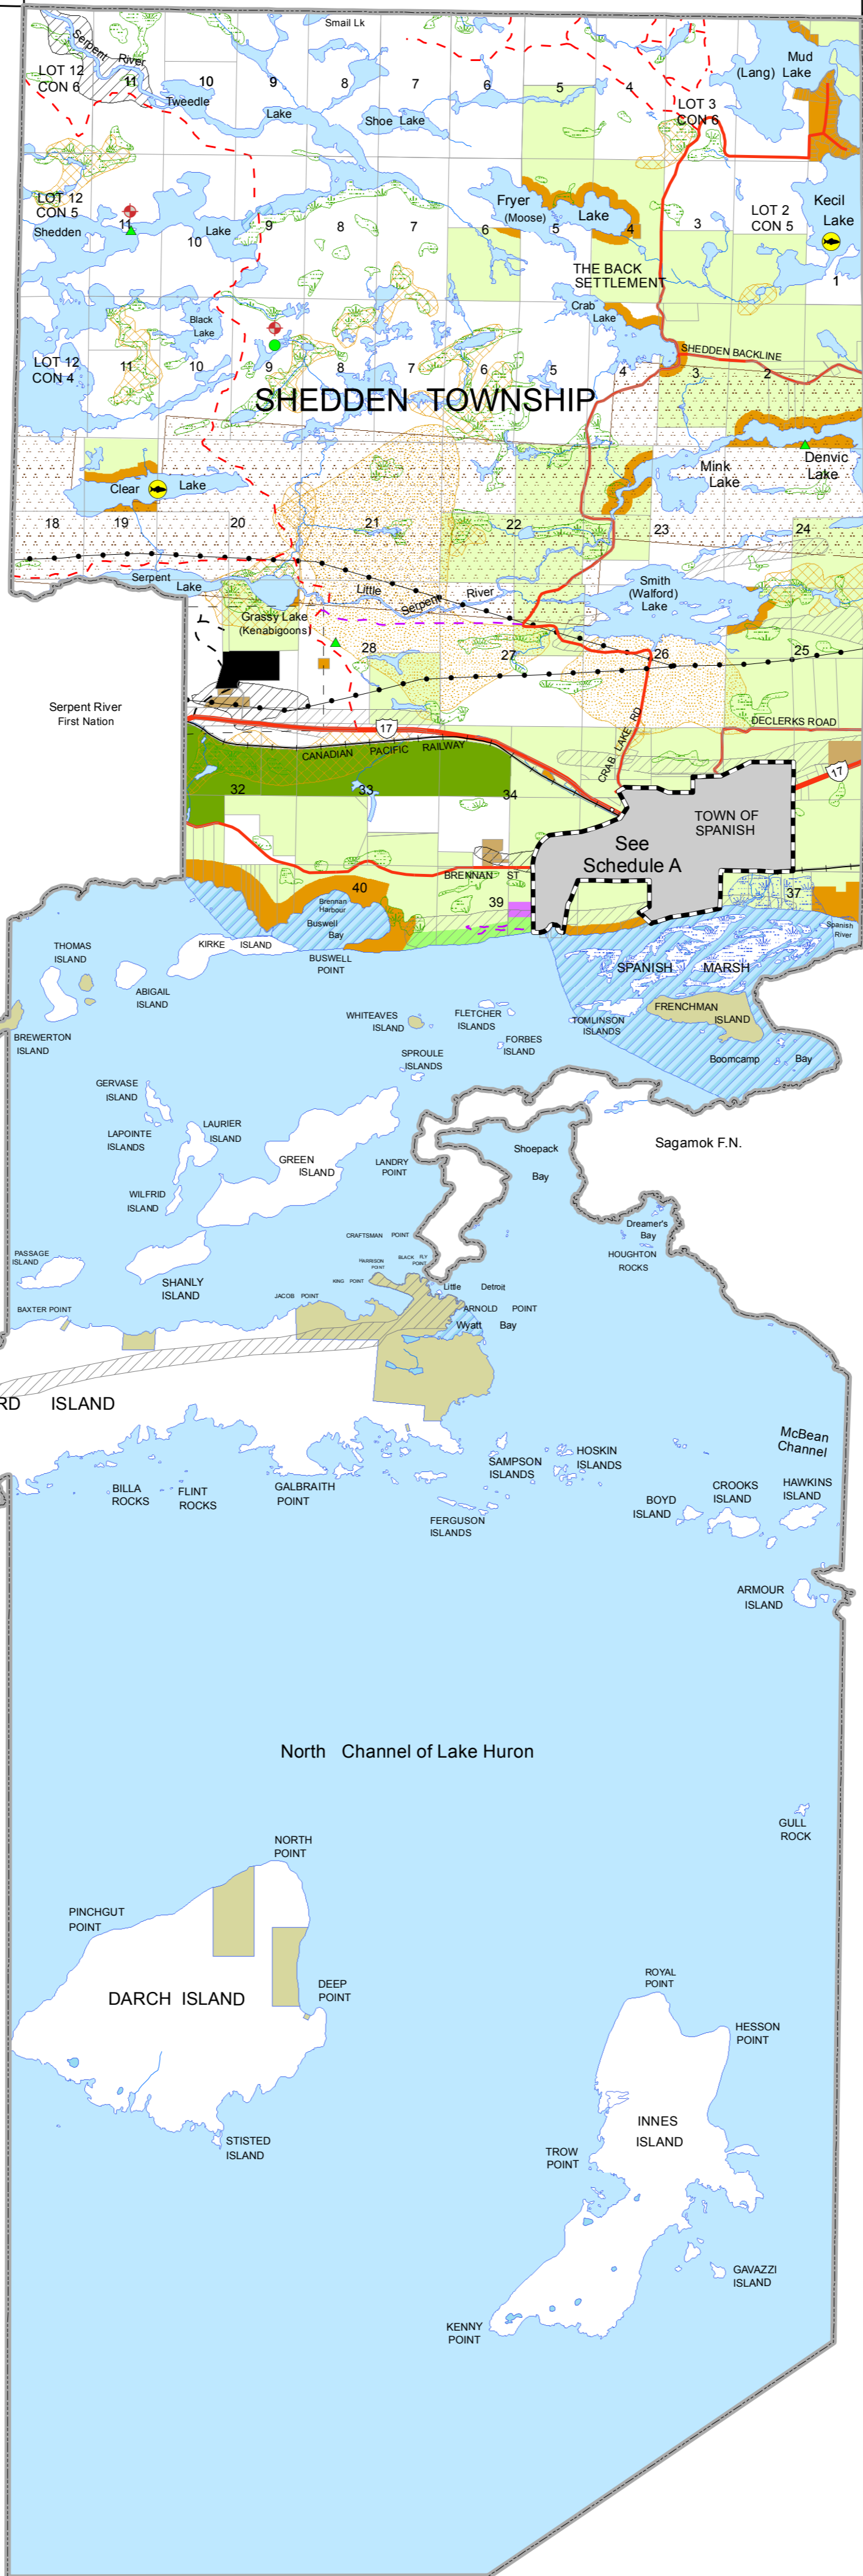 Smail Lk
Serpent River
Mud
(Lang) Lake
LOT 12
CON 6
11
10
9
8
7
6
5
4
Tweedle
Lake
Shoe Lake
LOT 3
CON 6
LOT 12
CON 5
Shedden
11
10
Lake
9
8
7
6
Fryer
(Moose)
5
Lake
4
3
LOT 2
CON 5
Kecil
Lake
1
THE BACK
SETTLEMENT
Crab
Lake
Black
Lake
SHEDDEN BACKLINE
LOT 12
CON 4
11
10
9
8
7
6
5
4
3
2
SHEDDEN TOWNSHIP
Clear Lake
Mink
Lake
Denvic
Lake
18
19
20
21
22
23
24
Serpent
Lake
Little Serpent River
Smith
(Walford)
Lake
Grassy Lake
(Kenabigoons)
28
27
26
25
Serpent River
First Nation
17
DECLERKS ROAD
CRAB LAKE RD
CANADIAN PACIFIC RAILWAY
17
32
33
34
TOWN OF
SPANISH
See
Schedule A
BRENNAN ST
40
39
37
Brennan
Harbour
Buswell
Bay
Spanish
River
KIRKE ISLAND
BUSWELL
POINT
THOMAS
ISLAND
ABIGAIL
ISLAND
SPANISH MARSH
FRENCHMAN
ISLAND
TOMLINSON
ISLANDS
WHITEAVES
ISLAND
FLETCHER
ISLANDS
FORBES
ISLAND
BREWERTON
ISLAND
SPROULE
ISLANDS
Boomcamp Bay
GERVASE
ISLAND
LAPOINTE
ISLANDS
LAURIER
ISLAND
GREEN
ISLAND
LANDRY
POINT
Shoepack
Bay
Sagamok F.N.
WILFRID
ISLAND
Dreamer's
Bay
HOUGHTON
ROCKS
CRAFTSMAN POINT
PASSAGE
ISLAND
HARRISON
POINT
BLACK FLY
POINT
SHANLY
ISLAND
KING POINT
Little Detroit
JACOB POINT
BAXTER POINT
ARNOLD POINT
Wyatt Bay
RD ISLAND
McBean
Channel
SAMPSON
ISLANDS
HOSKIN
ISLANDS
BILLA
ROCKS
FLINT
ROCKS
GALBRAITH
POINT
FERGUSON
ISLANDS
BOYD
ISLAND
CROOKS
ISLAND
HAWKINS
ISLAND
ARMOUR
ISLAND
North Channel of Lake Huron
GULL
ROCK
NORTH
POINT
PINCHGUT
POINT
DARCH ISLAND
DEEP
POINT
ROYAL
POINT
HESSON
POINT
INNES
ISLAND
STISTED
ISLAND
TROW
POINT
GAVAZZI
ISLAND
KENNY
POINT